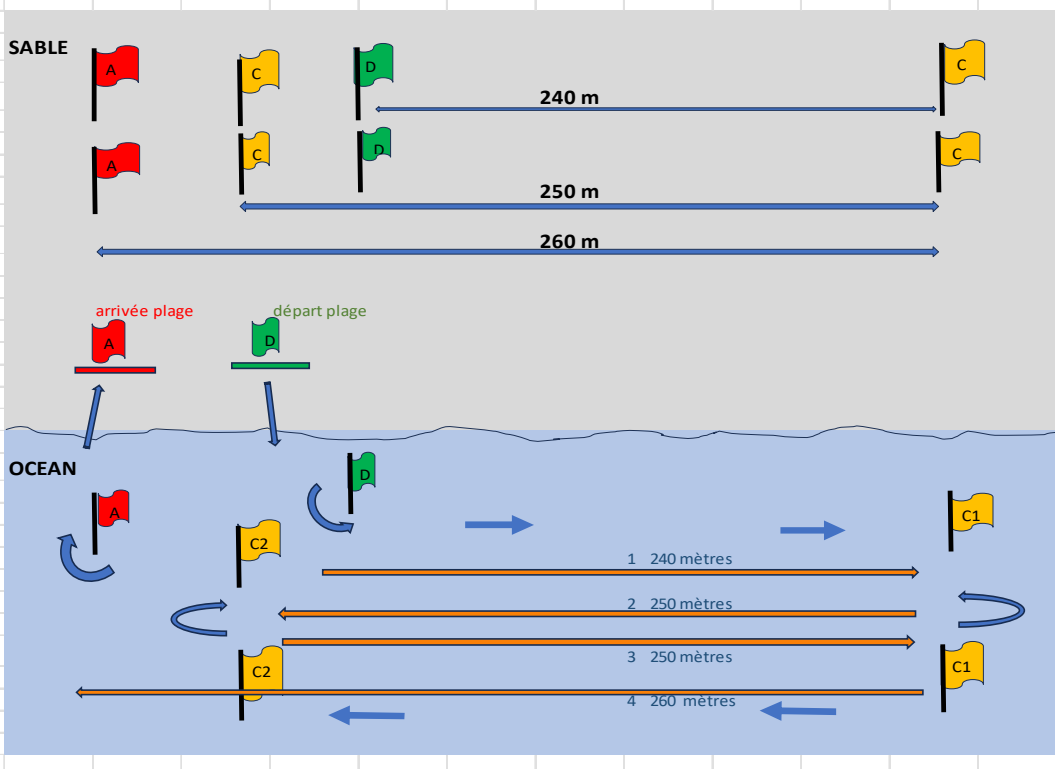 SABLE
A
C
D
C
240 m
A
C
D
C
250 m
260 m
arrivée plage
départ plage
A
D
OCEAN
D
A
C2
C1
1 240 mètres
2 250 mètres
3 250 mètres
C2
C1
4 260 mètres